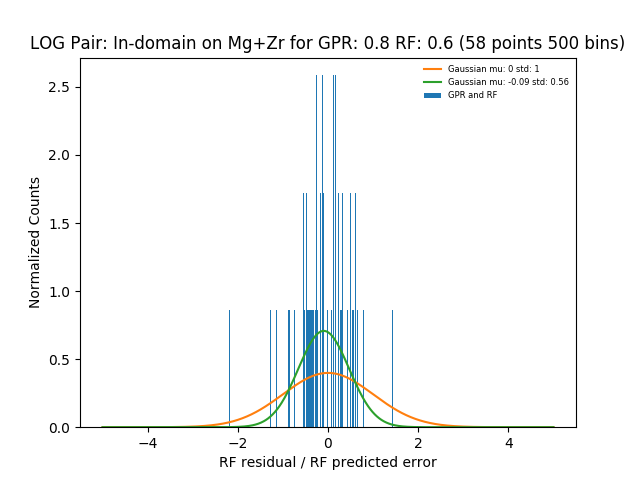 LOG Pair: In-domain on Mg+Zr for GPR: 0.8 RF: 0.6 (58 points 500 bins)
Gaussian mu: 0 std: 1
Gaussian mu: -0.09 std: 0.56
GPR and RF
Normalized Counts
2.5
2.0
1.5
1.0
0.5
0.0
−4
−2
0
2
4
RF residual / RF predicted error